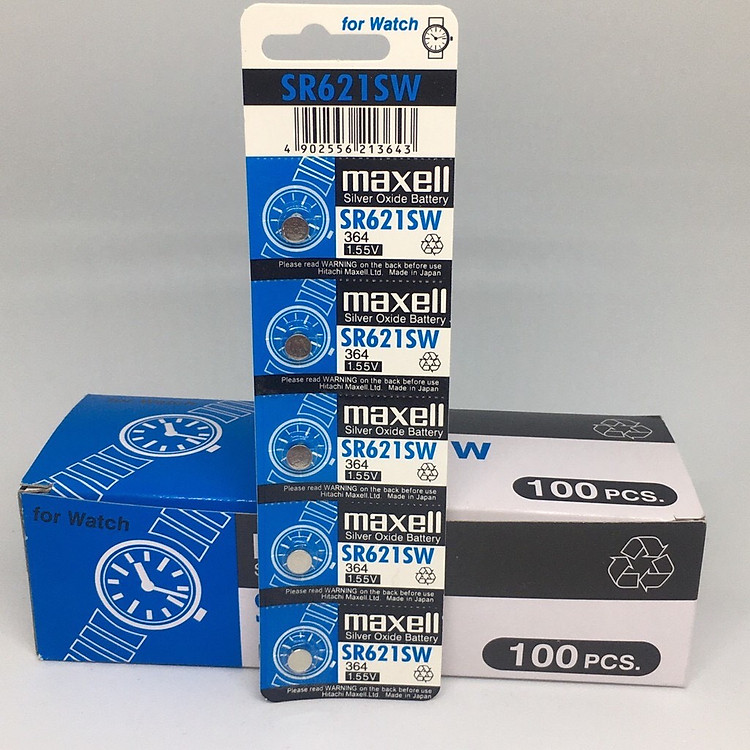 for Watch
SR621SW
4 902556 213643
maxell
Silver Oxide Battery
SR621SW
364
1.55V
Please read WARNING on the back before use
Hitachi Maxell.Ltd. Made in Japan
maxell
Silver Oxide Battery
SR621SW
364
1.55V
Please read WARNING on the back before use
Hitachi Maxell.Ltd. Made in Japan
maxell
Silver Oxide Battery
SR621SW
364
1.55V
Please read WARNING on the back before use
Hitachi Maxell.Ltd. Made in Japan
maxell
Silver Oxide Battery
SR621SW
364
1.55V
Please read WARNING on the back before use
Hitachi Maxell.Ltd. Made in Japan
maxell
Silver Oxide Battery
SR621SW
364
1.55V
Please read WARNING on the back before use
Hitachi Maxell.Ltd. Made in Japan
100 PCS.
for Watch
100 PCS.